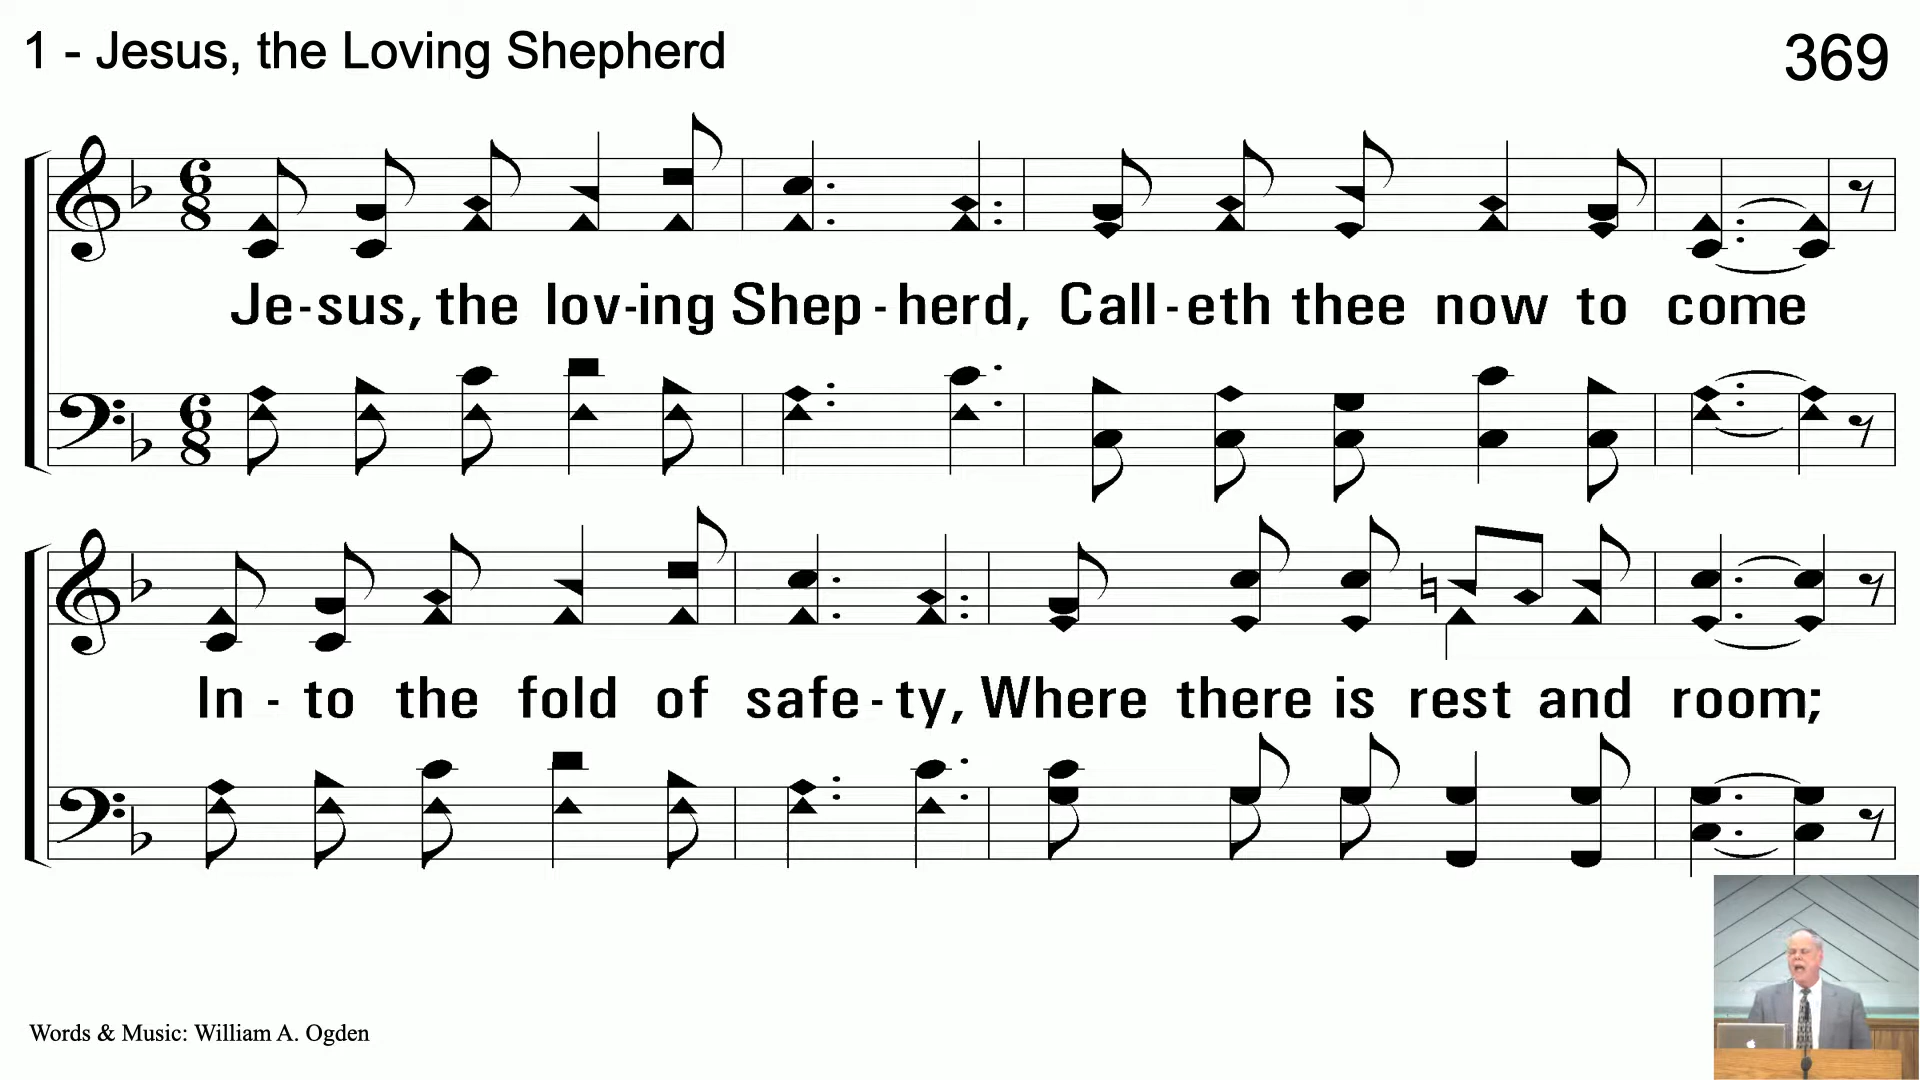 1 - Jesus, the Loving Shepherd
369
Je-sus, the lov-ing Shep-herd, Call-eth thee now to come
In-to the fold of safe-ty, Where there is rest and room;
Words & Music: William A. Ogden